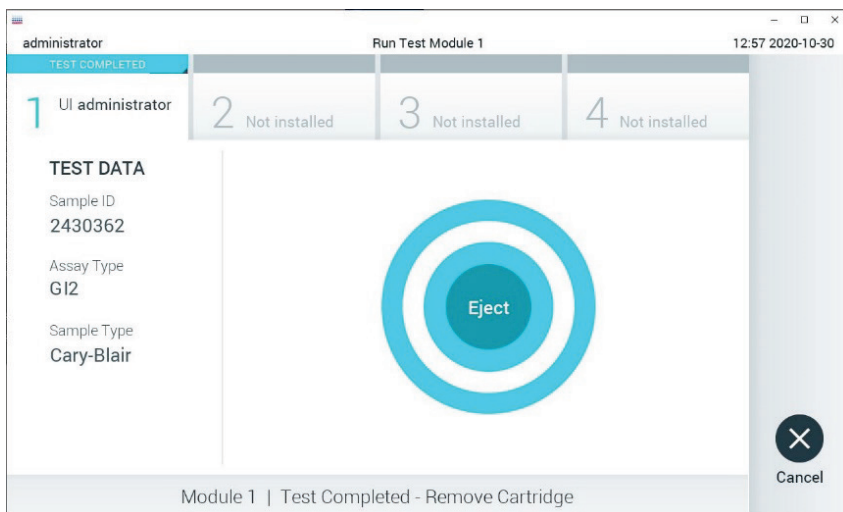 administrator Run Test Module 1 12:57 2020-10-30
TEST COMPLETED
1 UI administrator 2 Not installed 3 Not installed 4 Not installed
TEST DATA
Sample ID
2430362
Assay Type
GI2
Sample Type
Cary-Blair
Eject
Cancel
Module 1 | Test Completed - Remove Cartridge